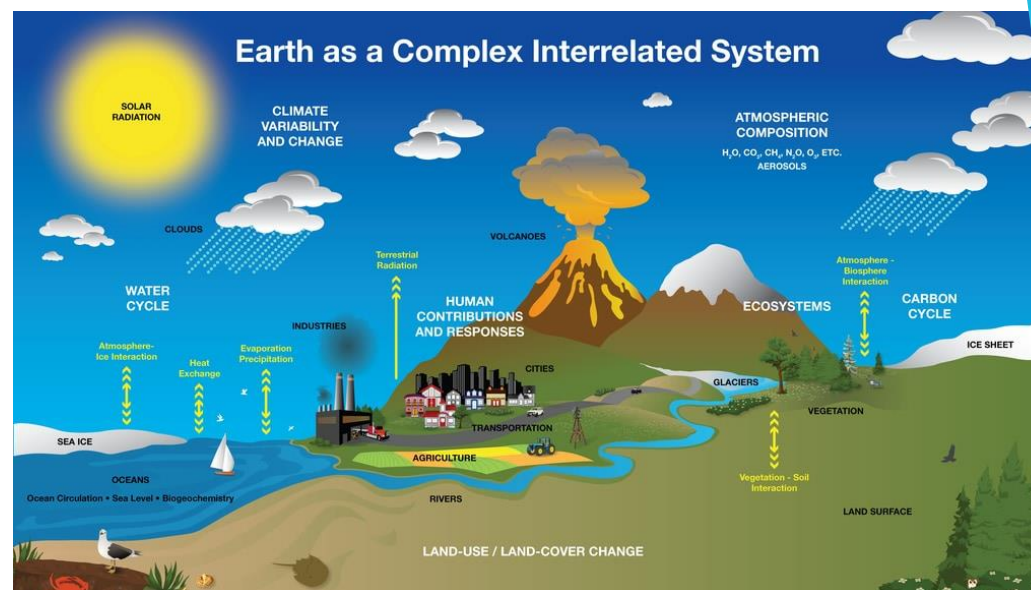 Earth as a Complex Interrelated System
SOLAR
RADIATION
CLIMATE
VARIABILITY
AND CHANGE
ATMOSPHERIC
COMPOSITION
H₂O, CO₂, CH₄, N₂O, O₃, ETC.
AEROSOLS
CLOUDS
VOLCANOES
Terrestrial
Radiation
Atmosphere -
Biosphere
Interaction
WATER
CYCLE
HUMAN
CONTRIBUTIONS
AND RESPONSES
ECOSYSTEMS
CARBON
CYCLE
INDUSTRIES
Atmosphere-
Ice Interaction
Heat
Exchange
Evaporation
Precipitation
ICE SHEET
CITIES
GLACIERS
VEGETATION
TRANSPORTATION
SEA ICE
AGRICULTURE
OCEANS
Ocean Circulation • Sea Level • Biogeochemistry
RIVERS
Vegetation - Soil
Interaction
LAND SURFACE
LAND-USE / LAND-COVER CHANGE